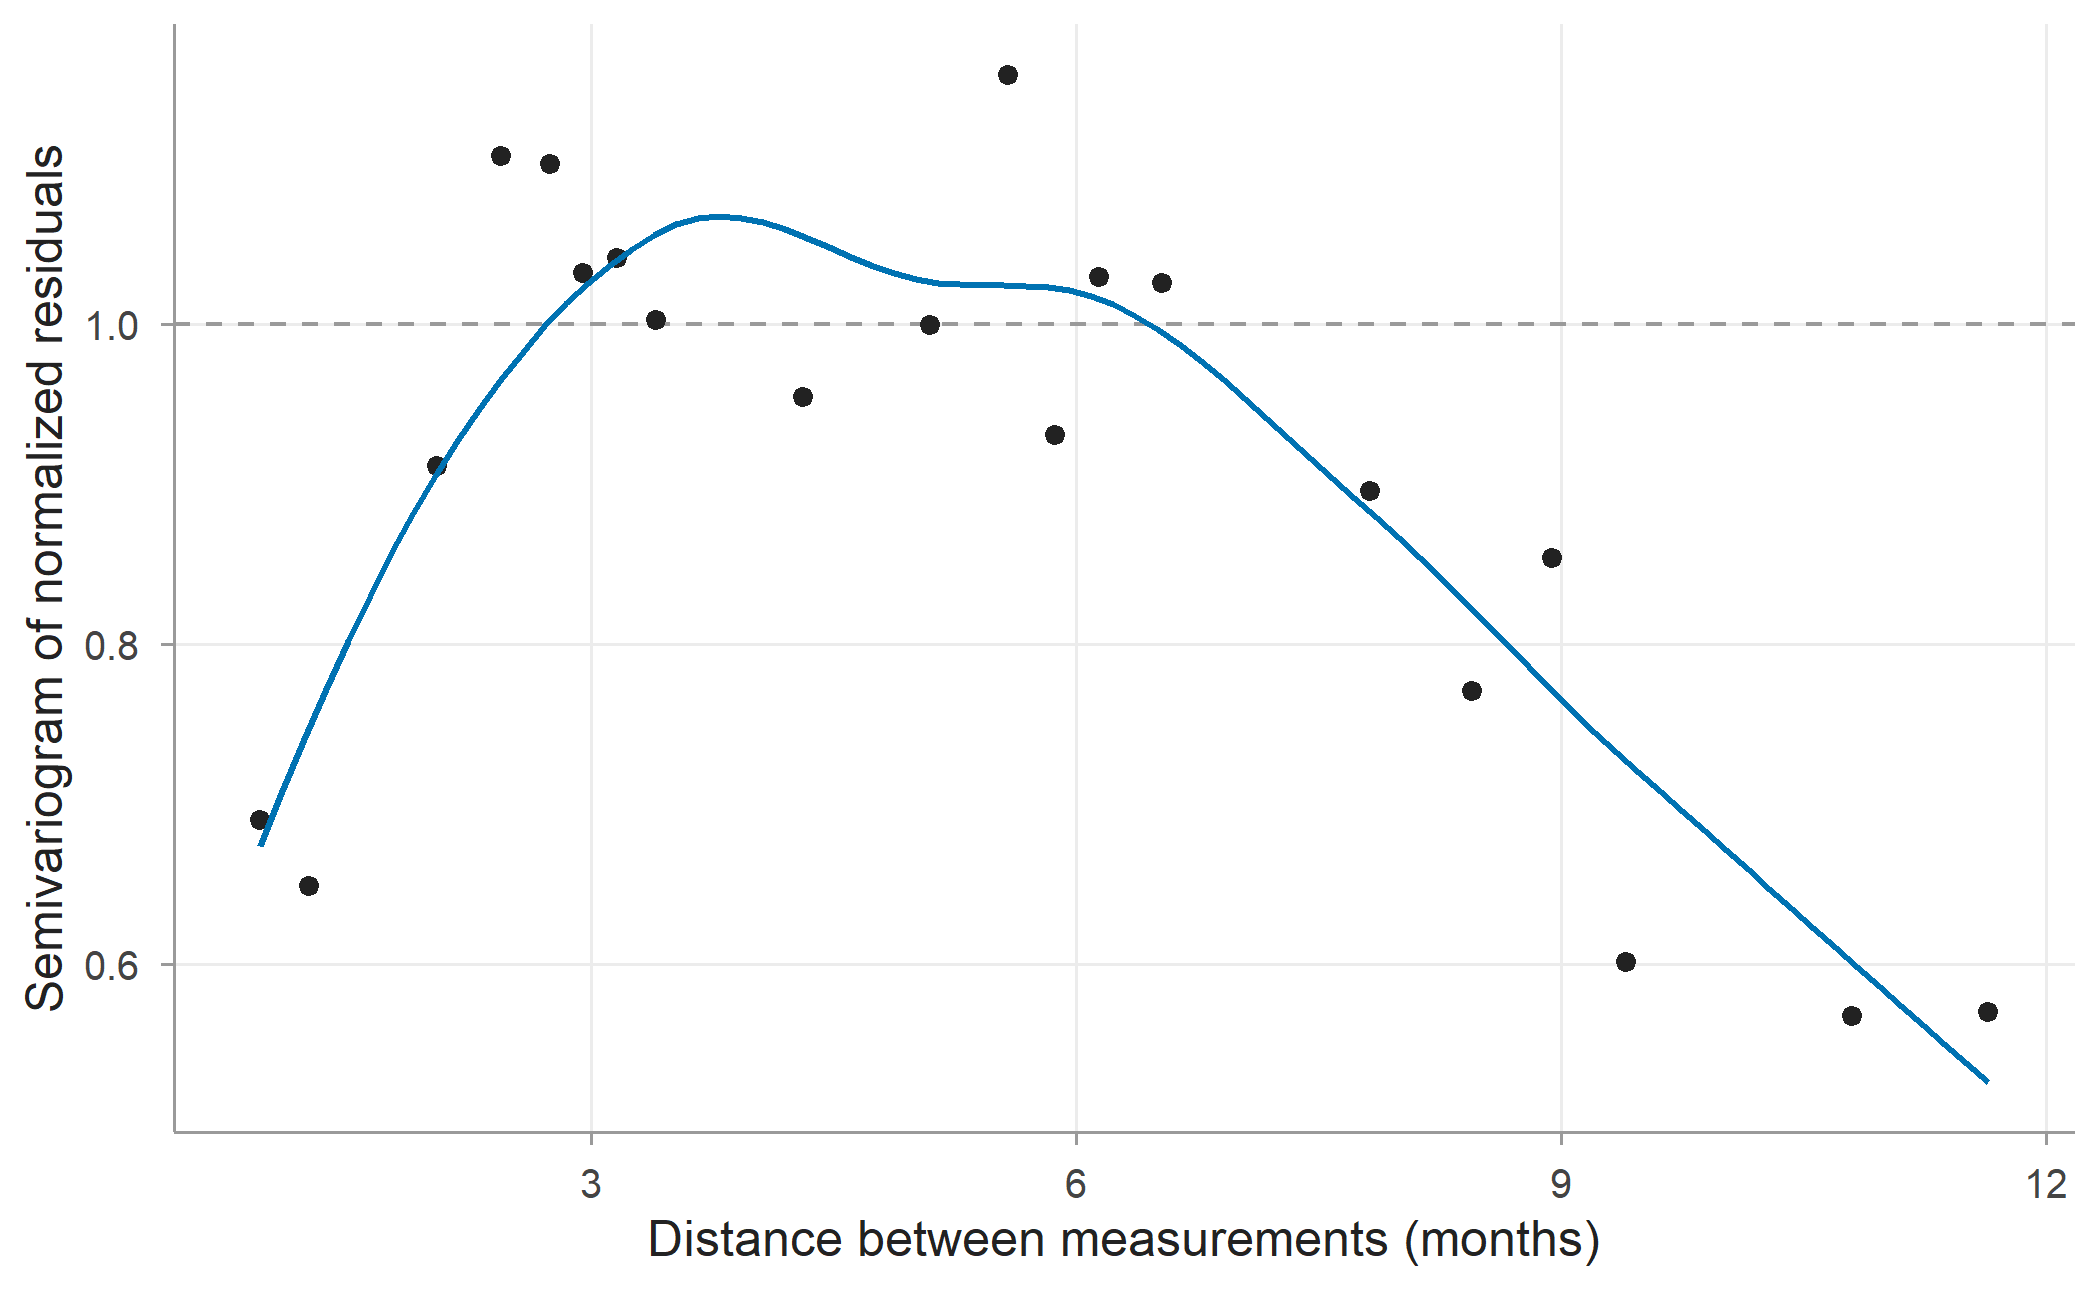 Semivariogram of normalized residuals
1.0
0.8
0.6
3 6 9 12
Distance between measurements (months)